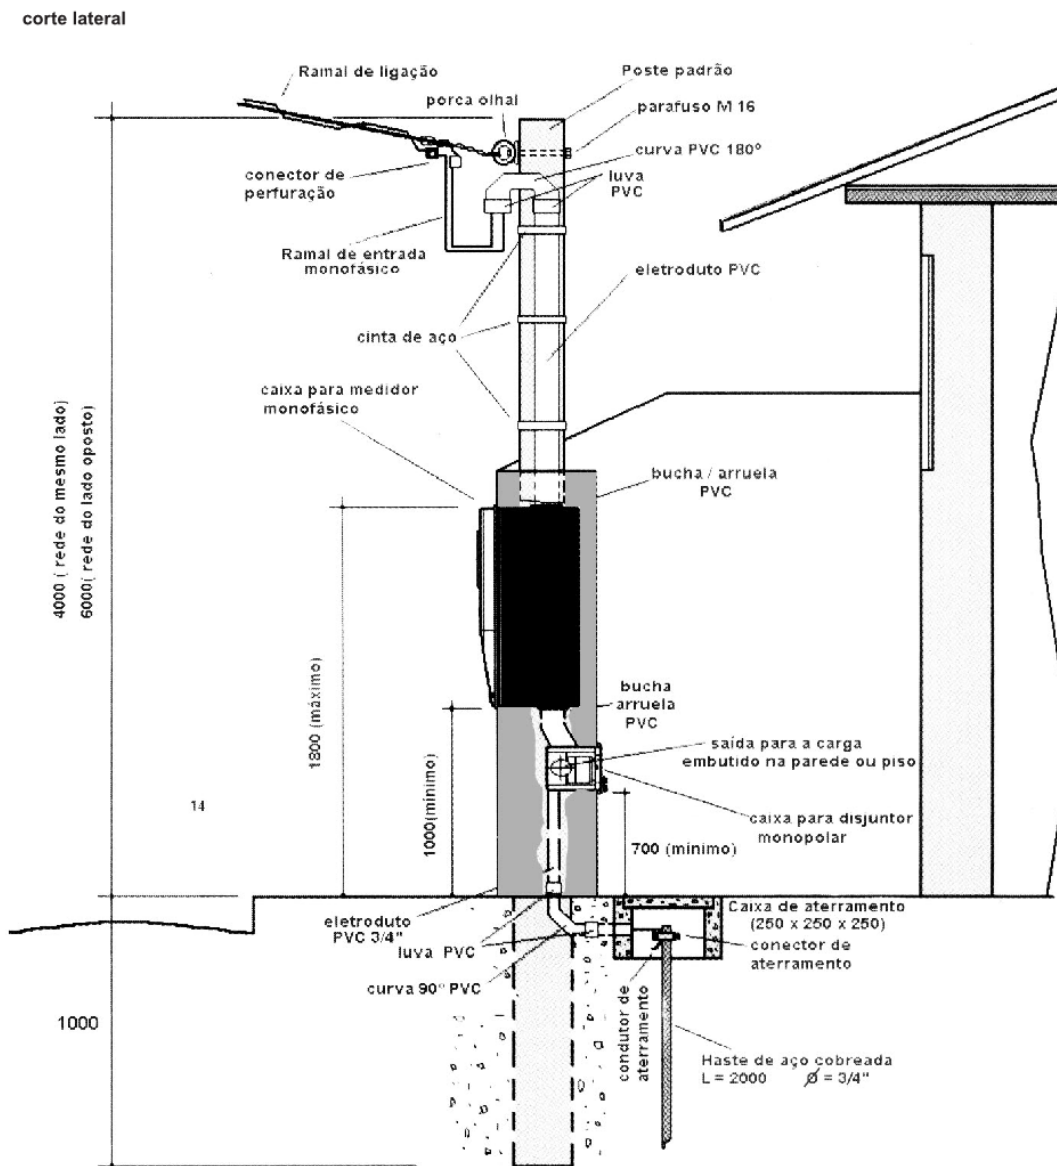 corte lateral
Ramal de ligação
Poste padrão
porca olhal
parafuso M 16
curva PVC 180º
conector de
perfuração
luva
PVC
Ramal de entrada
monofásico
eletroduto PVC
cinta de aço
caixa para medidor
monofásico
4000 ( rede do mesmo lado)
6000( rede do lado oposto)
bucha / arruela
PVC
1800 (máximo)
bucha
arruela
PVC
saída para a carga
embutido na parede ou piso
1000(mínimo)
14
caixa para disjuntor
monopolar
700 (mínimo)
eletroduto
PVC 3/4"
luva PVC
Caixa de aterramento
(250 x 250 x 250)
conector de
aterramento
curva 90º PVC
1000
condutor de
aterramento
Haste de aço cobreada
L = 2000 Ø = 3/4"